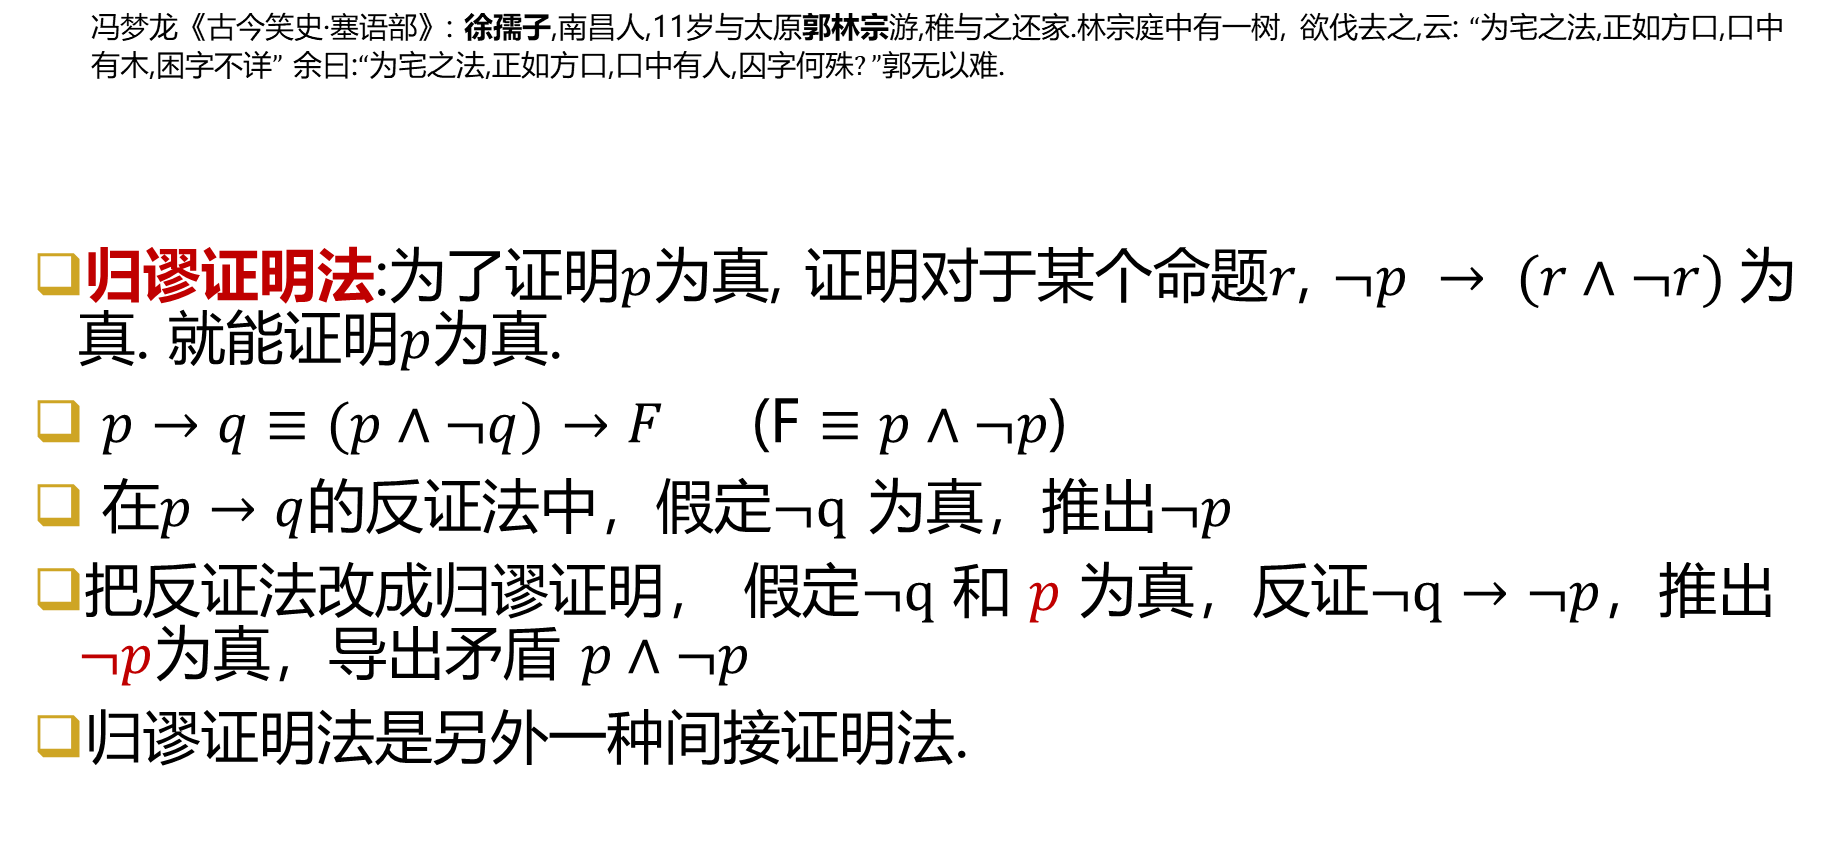 冯梦龙《古今笑史·塞语部》: 徐孺子,南昌人,11岁与太原郭林宗游,稚与之还家.林宗庭中有一树, 欲伐去之,云: “为宅之法,正如方口,口中
有木,困字不详” 余曰:“为宅之法,正如方口,口中有人,囚字何殊? ”郭无以难.
❑归谬证明法:为了证明p为真, 证明对于某个命题r, ¬p → (r ∧ ¬r) 为
真. 就能证明p为真.
❑ p → q ≡ (p ∧ ¬q) → F (F ≡ p ∧ ¬p)
❑ 在p → q的反证法中，假定¬q 为真，推出¬p
❑把反证法改成归谬证明， 假定¬q 和 p 为真，反证¬q → ¬p，推出
¬p为真，导出矛盾 p ∧ ¬p
❑归谬证明法是另外一种间接证明法.